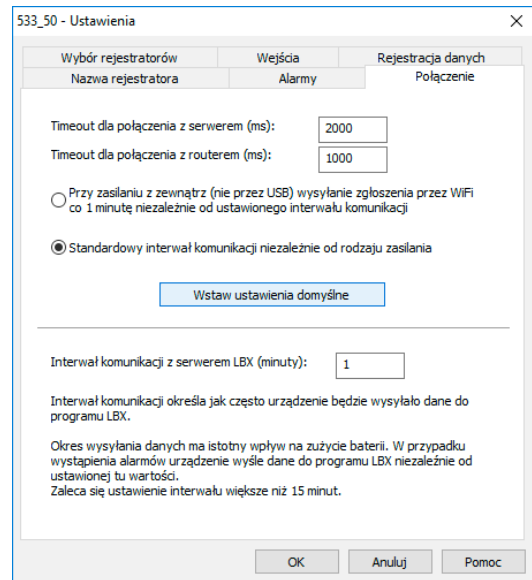 533_50 - Ustawienia
Wybór rejestratorów
Wejścia
Rejestracja danych
Nazwa rejestratora
Alarmy
Połączenie
Timeout dla połączenia z serwerem (ms):
2000
Timeout dla połączenia z routerem (ms):
1000
Przy zasilaniu z zewnątrz (nie przez USB) wysyłanie zgłoszenia przez WiFi
co 1 minutę niezależnie od ustawionego interwału komunikacji
Standardowy interwał komunikacji niezależnie od rodzaju zasilania
Wstaw ustawienia domyślne
Interwał komunikacji z serwerem LBX (minuty):
1
Interwał komunikacji określa jak często urządzenie będzie wysyłało dane do
programu LBX.
Okres wysyłania danych ma istotny wpływ na zużycie baterii. W przypadku
wystąpienia alarmów urządzenie wyśle dane do programu LBX niezależnie od
ustawionej tu wartości.
Zaleca się ustawienie interwału większe niż 15 minut.
OK
Anuluj
Pomoc